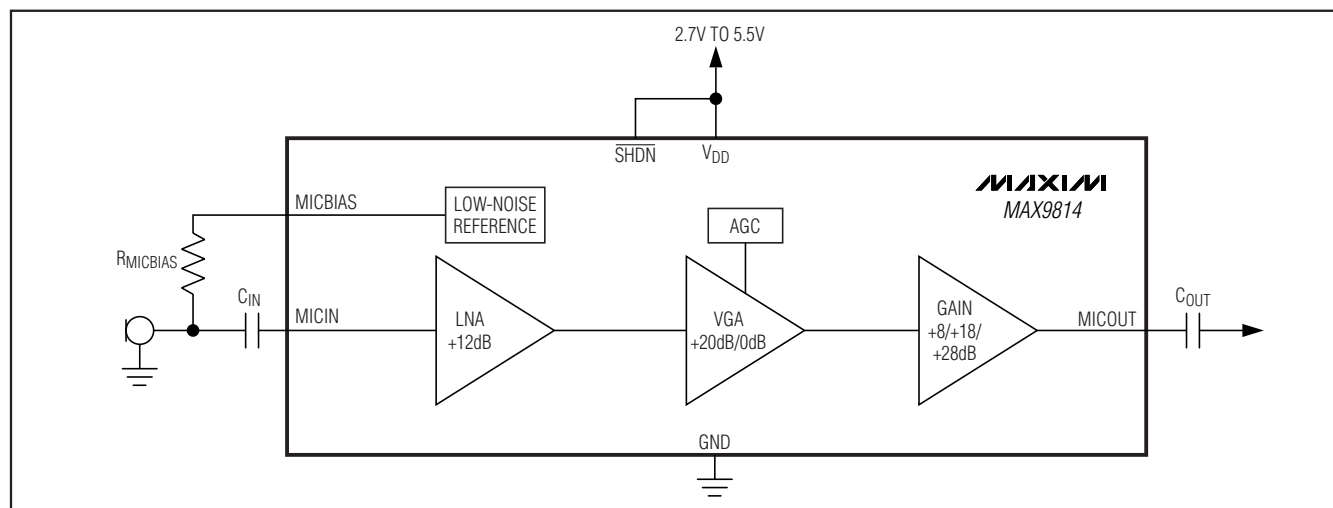 2.7V TO 5.5V
SHDN
VDD
MAXIM
MAX9814
MICBIAS
LOW-NOISE
REFERENCE
AGC
RMICBIAS
CIN
MICIN
LNA
+12dB
VGA
+20dB/0dB
GAIN
+8/+18/
+28dB
MICOUT
COUT
GND